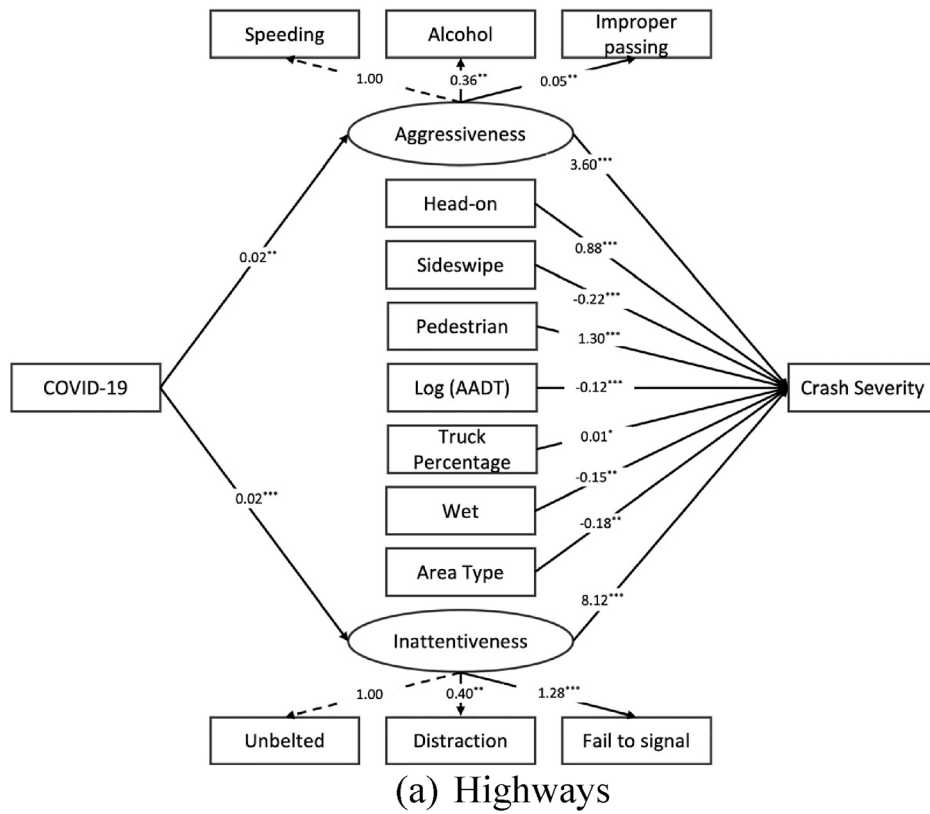 Speeding
Alcohol
Improper
passing
1.00
0.36**
0.05**
Aggressiveness
3.60***
Head-on
0.88***
0.02**
Sideswipe
-0.22***
Pedestrian
1.30***
COVID-19
Log (AADT)
-0.12***
Crash Severity
Truck
Percentage
0.01*
0.02***
Wet
-0.15**
-0.18**
Area Type
8.12***
Inattentiveness
1.00
0.40**
1.28***
Unbelted
Distraction
Fail to signal
(a) Highways